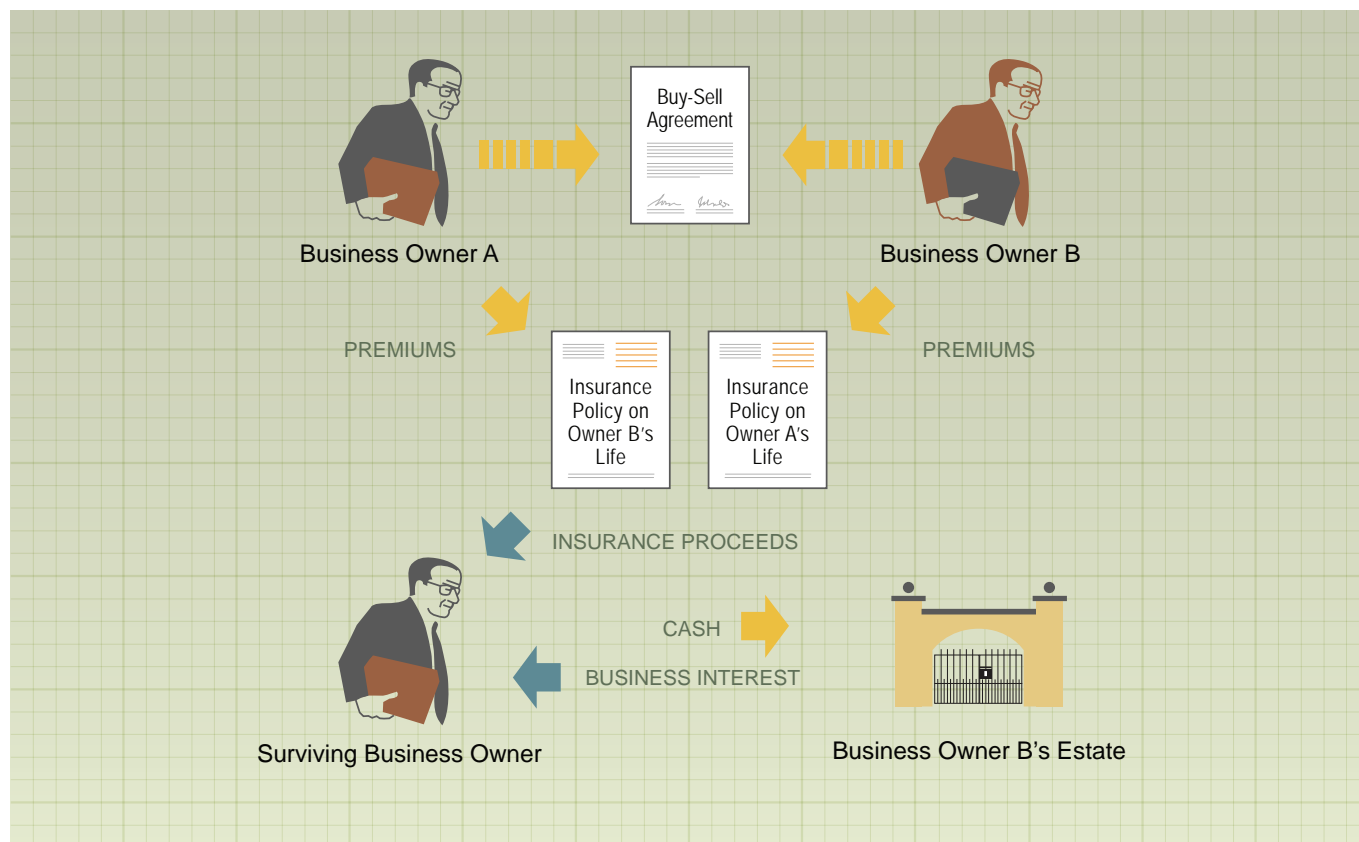 Buy-Sell
Agreement
Business Owner A
Business Owner B
PREMIUMS
PREMIUMS
Insurance
Policy on
Owner B's
Life
Insurance
Policy on
Owner A's
Life
INSURANCE PROCEEDS
CASH
BUSINESS INTEREST
Surviving Business Owner
Business Owner B's Estate